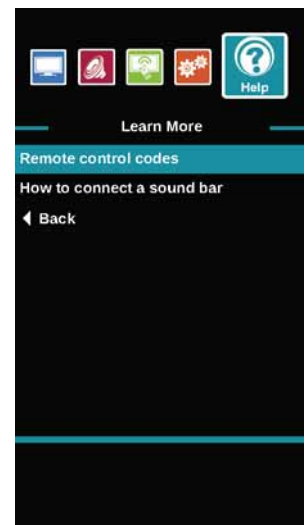 Help
Learn More
Remote control codes
How to connect a sound bar
Back